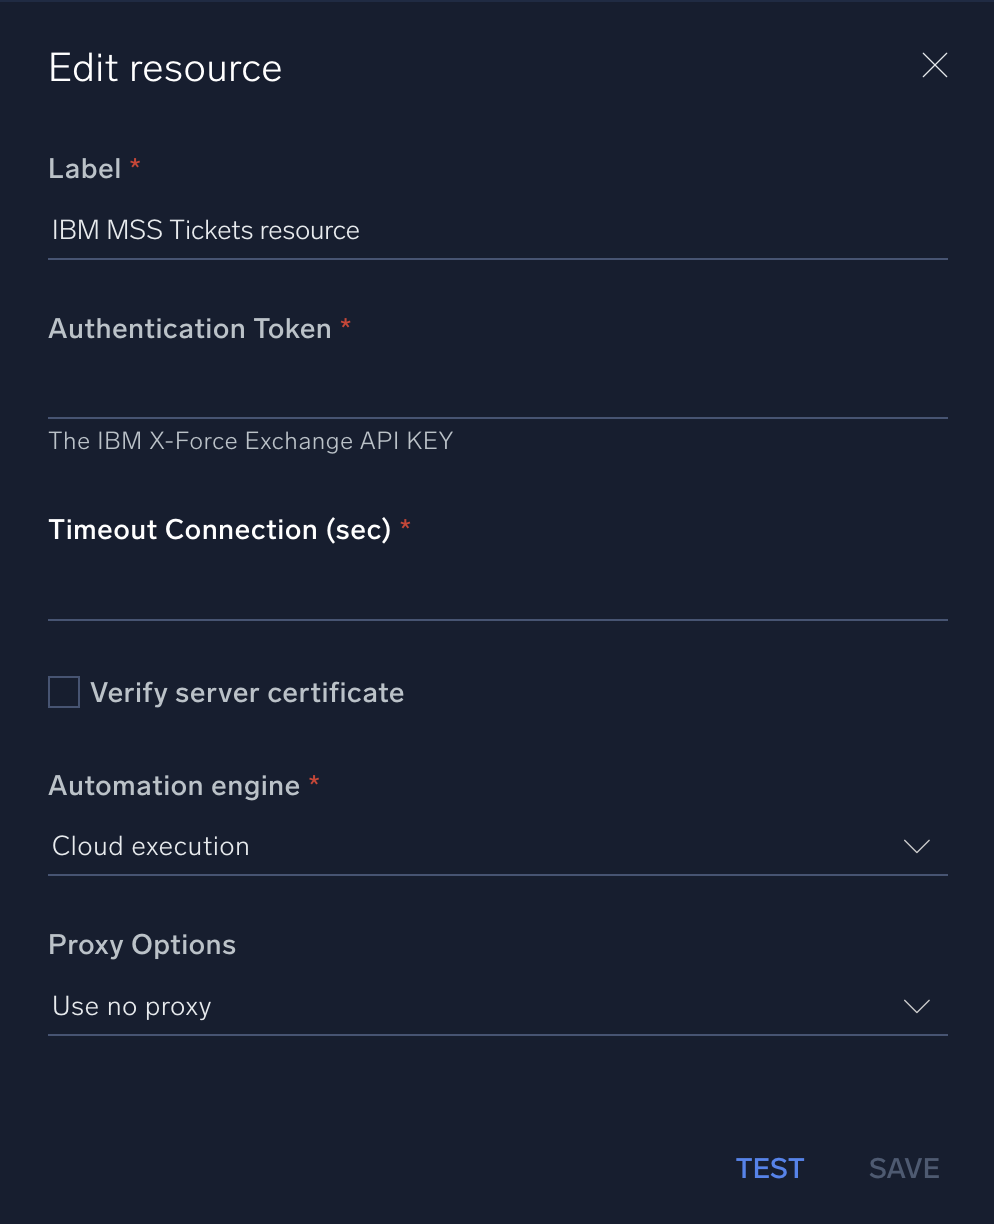 Edit resource
Label *
IBM MSS Tickets resource
Authentication Token *
The IBM X-Force Exchange API KEY
Timeout Connection (sec) *
Verify server certificate
Automation engine *
Cloud execution
Proxy Options
Use no proxy
TEST SAVE